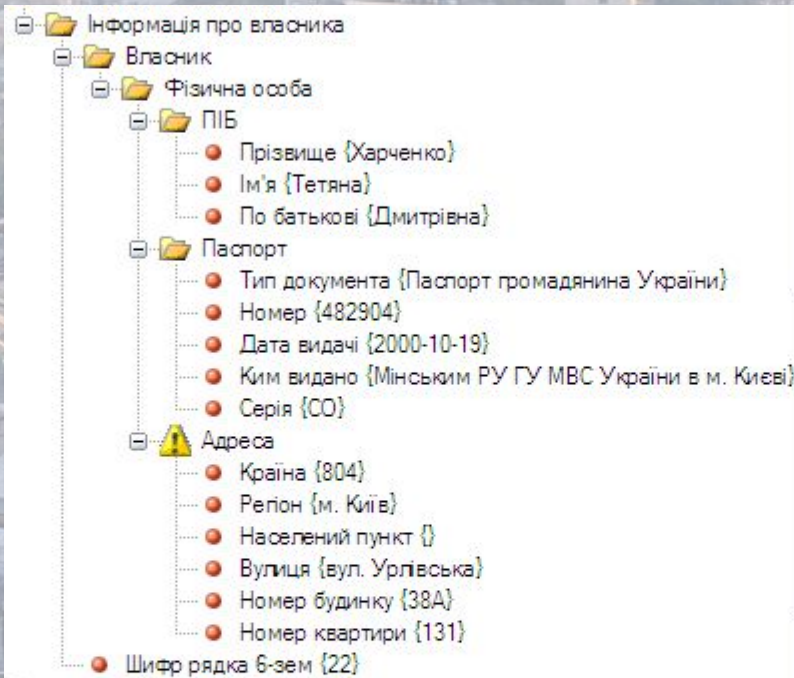 Інформація про власника
Власник
Фізична особа
ПІБ
Прізвище {Харченко}
Ім'я {Тетяна}
По батькові {Дмитрівна}
Паспорт
Тип документа {Паспорт громадянина України}
Номер {482904}
Дата видачі {2000-10-19}
Ким видано {Мінським РУ ГУ МВС України в м. Києві}
Серія {СО}
Адреса
Країна {804}
Регіон {м. Київ}
Населений пункт {}
Вулиця {вул. Урлівська}
Номер будинку {38А}
Номер квартири {131}
Шифр рядка 6-зем {22}